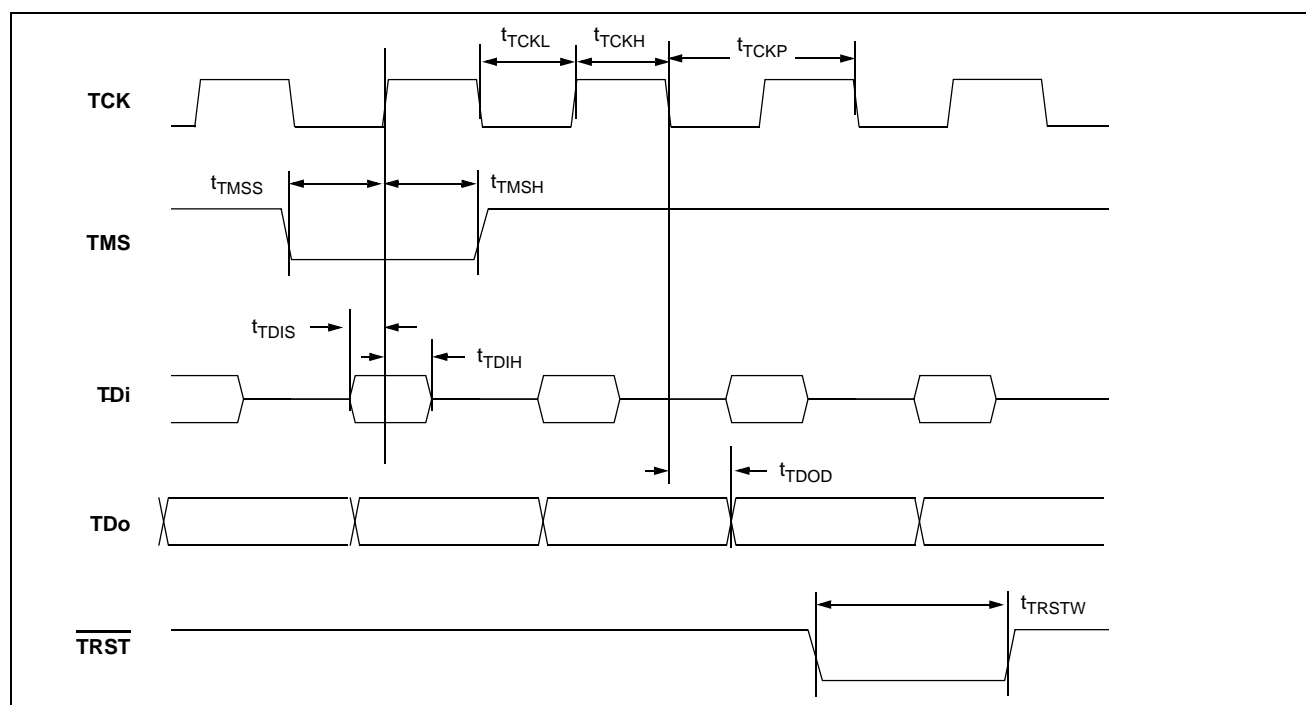 tTCKL tTCKH tTCKP
TCK
tTMSS tTMSH
TMS
tTDIS tTDIH
TDi
tTDOD
TDo
tTRSTW
TRST